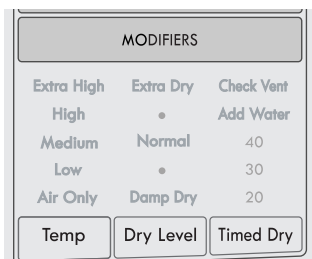 MODIFIERS
Extra High Extra Dry Check Vent
High • Add Water
Medium Normal 40
Low • 30
Air Only Damp Dry 20
Temp Dry Level Timed Dry